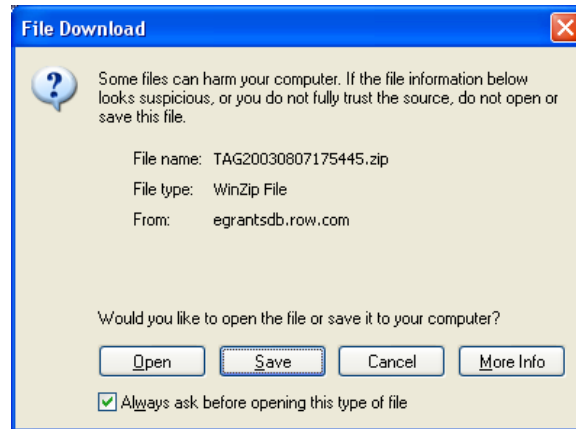 File Download
Some files can harm your computer. If the file information below
looks suspicious, or you do not fully trust the source, do not open or
save this file.
File name: TAG20030807175445.zip
File type: WinZip File
From: egrantsdb.row.com
Would you like to open the file or save it to your computer?
Open Save Cancel More Info
Always ask before opening this type of file